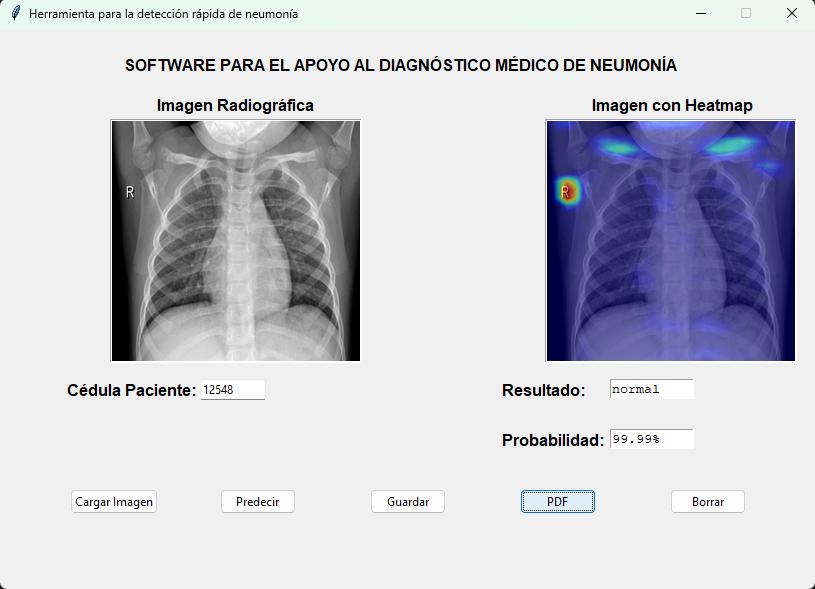 Herramienta para la detección rápida de neumonía
SOFTWARE PARA EL APOYO AL DIAGNÓSTICO MÉDICO DE NEUMONÍA
Imagen Radiográfica
Imagen con Heatmap
R
R
Cédula Paciente: 12548
Resultado: normal
Probabilidad: 99.99%
Cargar Imagen
Predecir
Guardar
PDF
Borrar